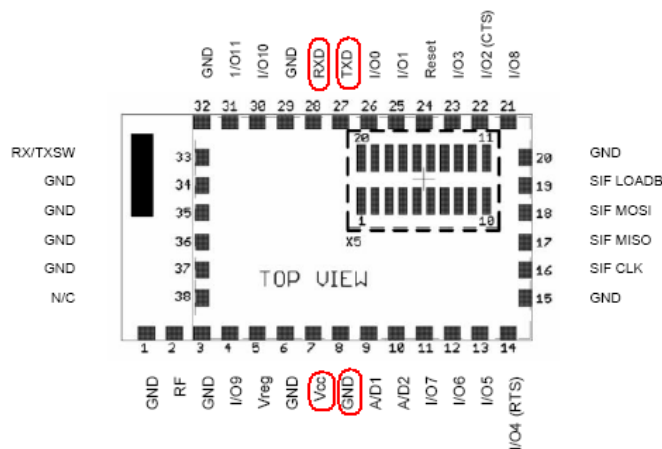 GND 1/O11 I/O10 GND RXD TXD I/O0 I/O1 Reset I/O3 I/O2 (CTS) I/O8
32 31 30 29 28 27 26 25 24 23 22 21
20 11
RX/TXSW 33 20 GND
GND 34 19 SIF LOADB
GND 35 18 SIF MOSI
1 10
X5
GND 36 17 SIF MISO
GND 37 TOP VIEW 16 SIF CLK
N/C 38 15 GND
1 2 3 4 5 6 7 8 9 10 11 12 13 14
GND RF GND I/O9 Vreg GND Vcc GND A/D1 A/D2 I/O7 I/O6 I/O5 I/O4 (RTS)